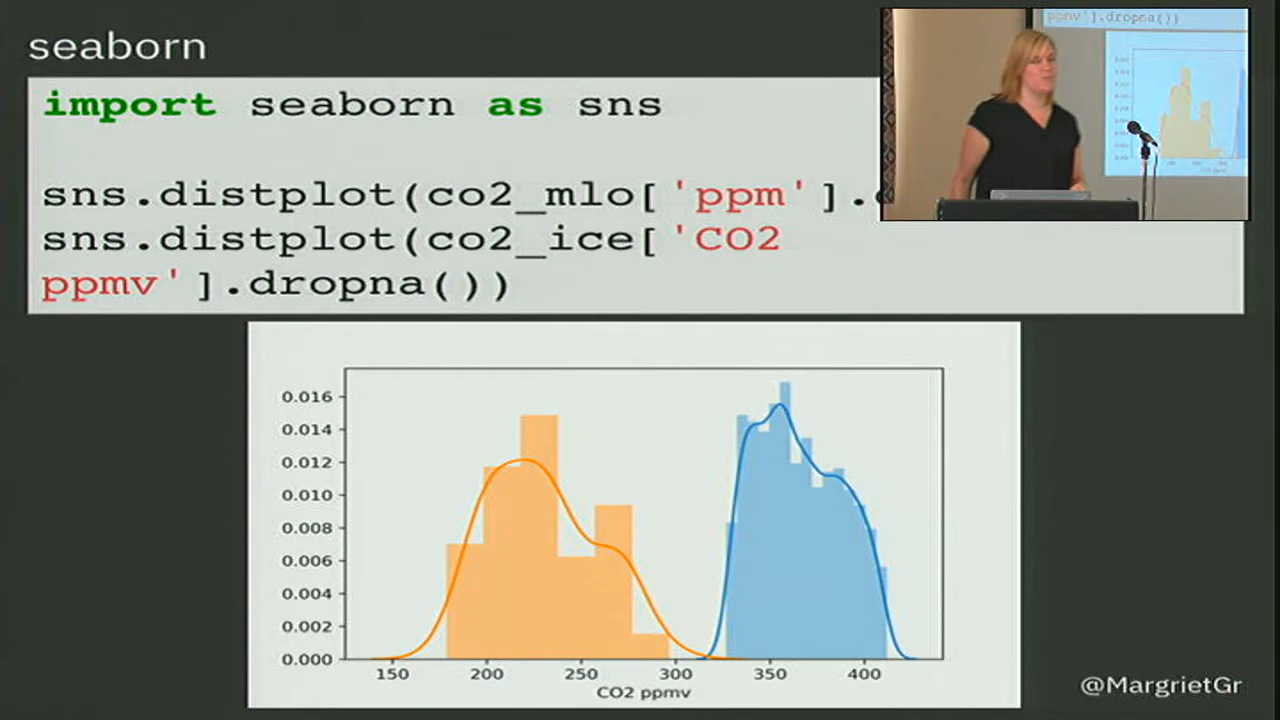 seaborn
import seaborn as sns
sns.distplot(co2_mlo['ppm'].
sns.distplot(co2_ice['CO2
ppmv'].dropna())
ppmv'].dropna())
0.016
0.014
0.012
0.010
0.008
0.006
0.004
0.002
0.000
150 200 250 300 350 400
CO2 ppmv
@MargrietGr